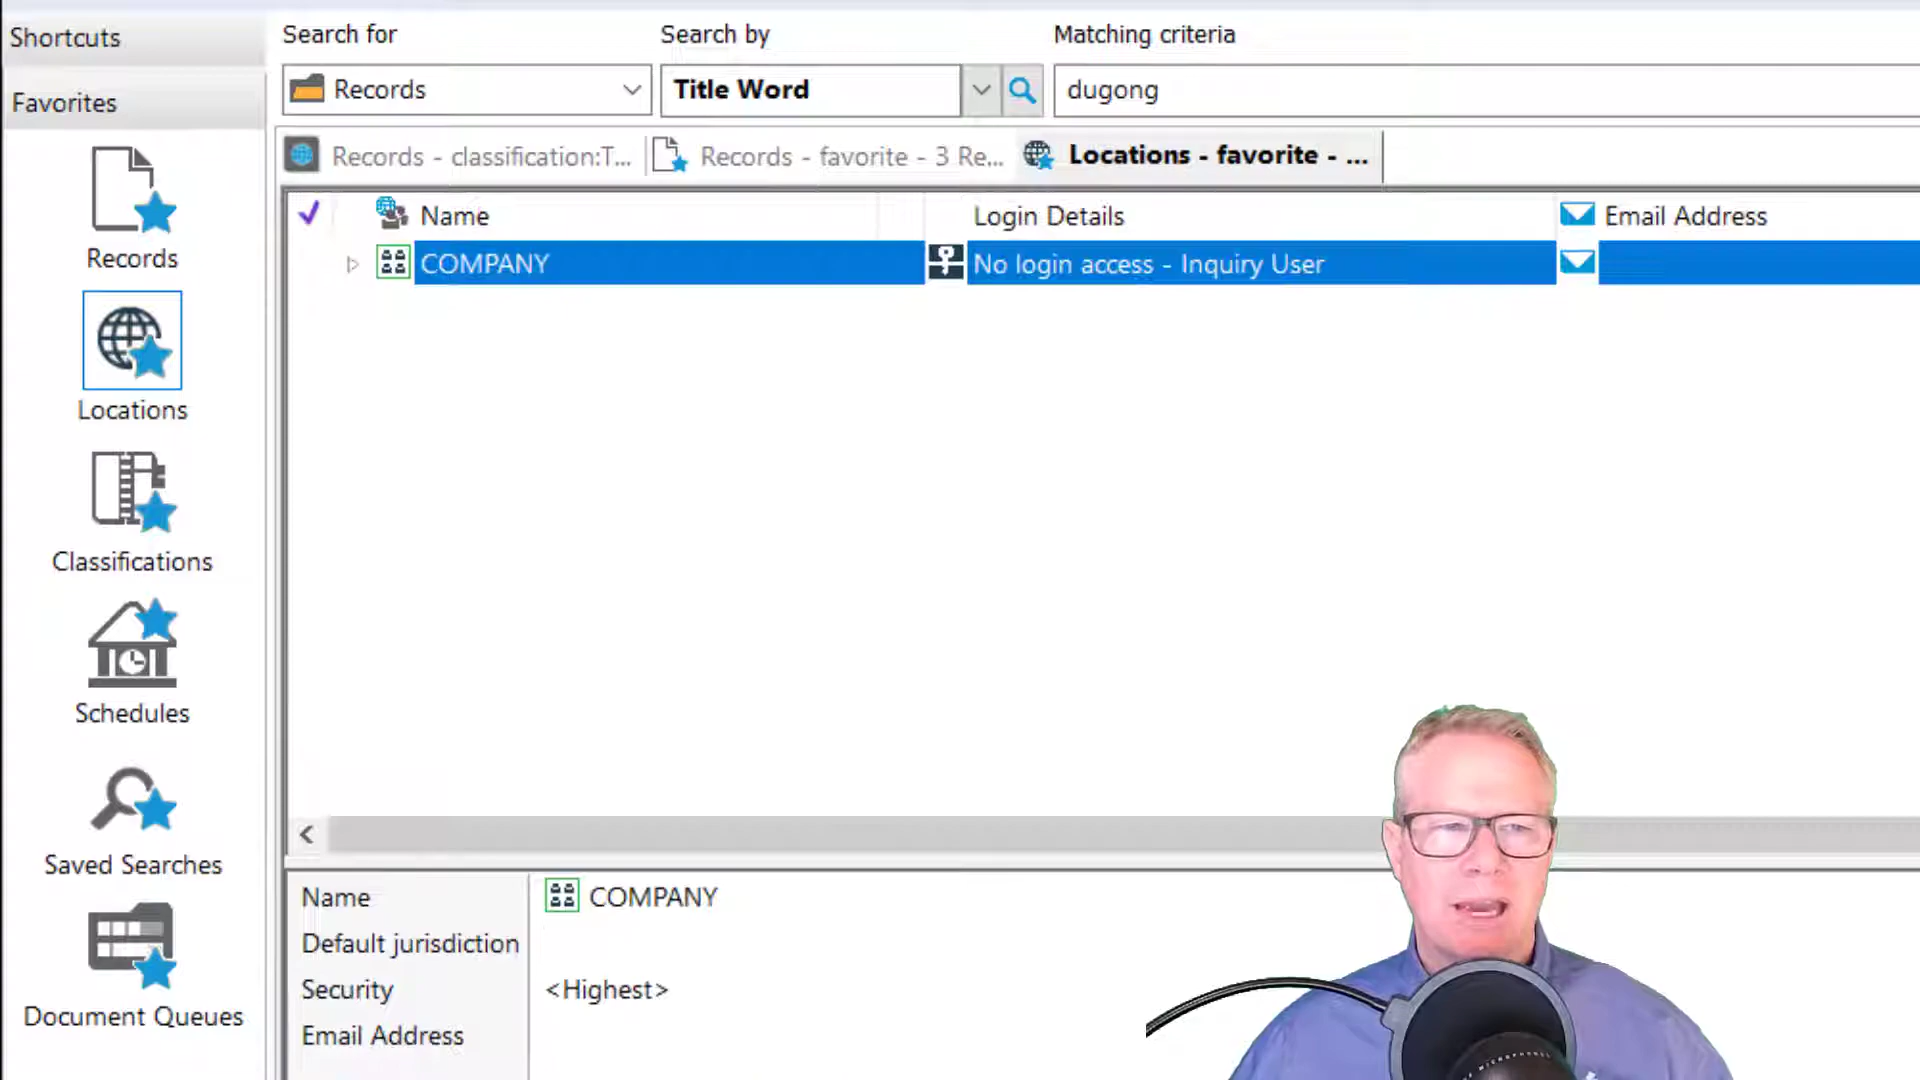 Shortcuts
Search for
Search by
Matching criteria
Records
Title Word
dugong
Favorites
Records - classification:T...
Records - favorite - 3 Re...
Locations - favorite - ...
Name
Login Details
Email Address
COMPANY
No login access - Inquiry User
Records
Locations
Classifications
Schedules
Saved Searches
Document Queues
Name
COMPANY
Default jurisdiction
Security
<Highest>
Email Address